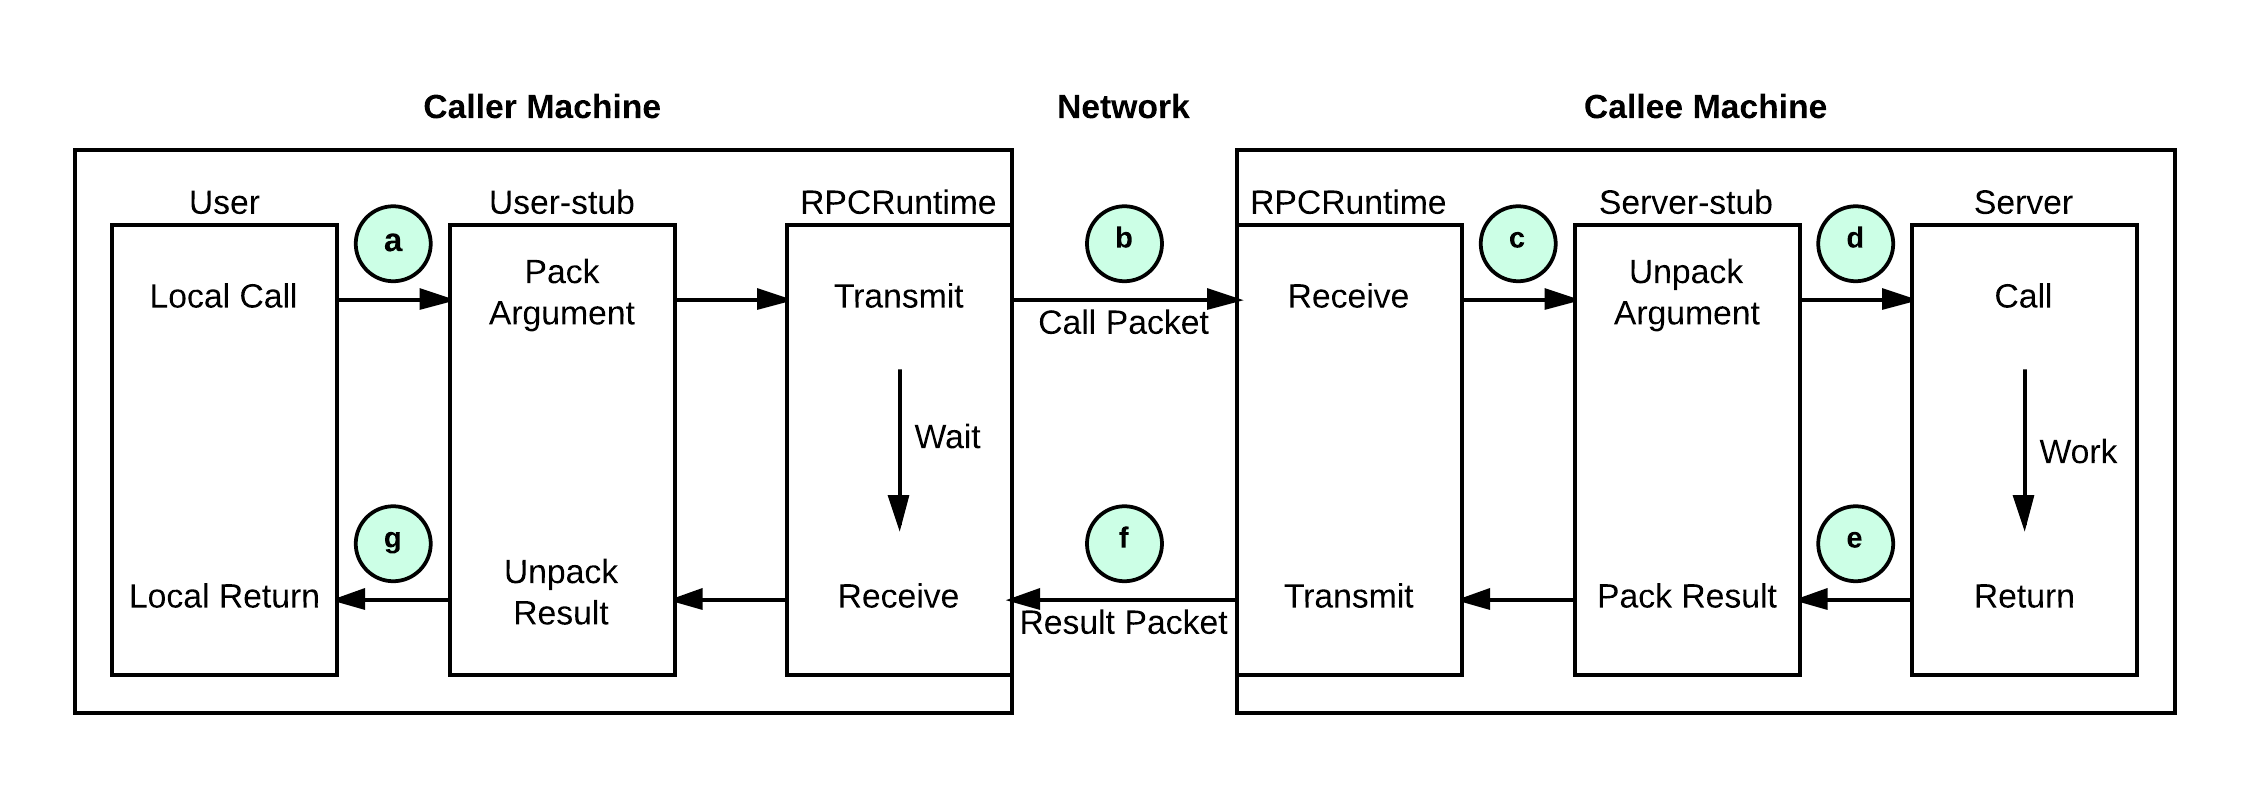 Caller Machine
Network
Callee Machine
User
User-stub
RPCRuntime
RPCRuntime
Server-stub
Server
a
b
c
d
Local Call
Pack
Argument
Transmit
Call Packet
Receive
Unpack
Argument
Call
Wait
Work
g
f
e
Local Return
Unpack
Result
Receive
Result Packet
Transmit
Pack Result
Return